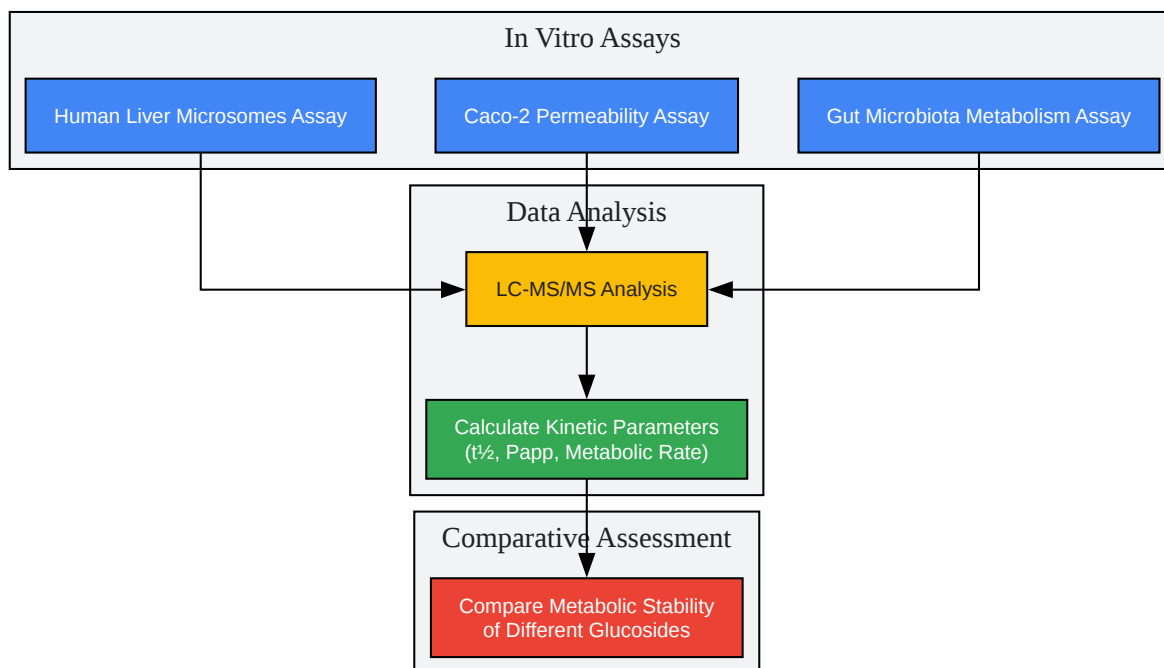 In Vitro Assays
Human Liver Microsomes Assay
Caco-2 Permeability Assay
Gut Microbiota Metabolism Assay
Data Analysis
LC-MS/MS Analysis
Calculate Kinetic Parameters
(t½, Papp, Metabolic Rate)
Comparative Assessment
Compare Metabolic Stability
of Different Glucosides